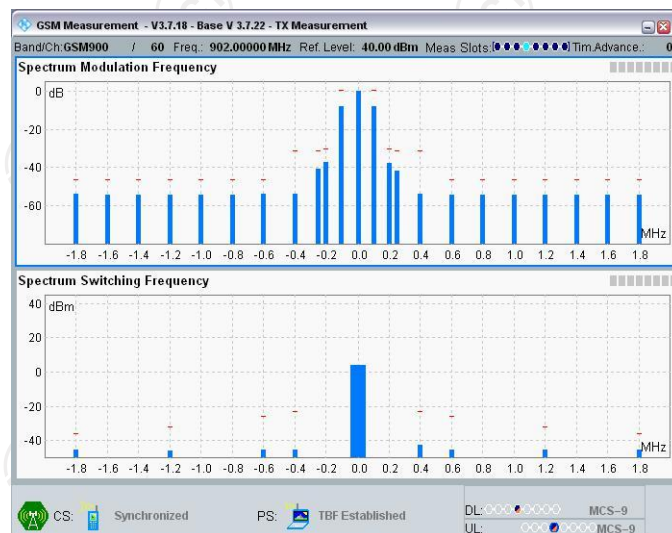 GSM Measurement - V3.7.18 - Base V 3.7.22 - TX Measurement
Band/Ch:GSM900 / 60 Freq.: 902.00000 MHz Ref. Level: 40.00 dBm Meas Slots: Tim.Advance.: 0
Spectrum Modulation Frequency
dB
0
-20
-40
-60
MHz
-1.8 -1.6 -1.4 -1.2 -1.0 -0.8 -0.6 -0.4 -0.2 0.0 0.2 0.4 0.6 0.8 1.0 1.2 1.4 1.6 1.8
Spectrum Switching Frequency
40
dBm
20
0
-20
-40
MHz
-1.8 -1.6 -1.4 -1.2 -1.0 -0.8 -0.6 -0.4 -0.2 0.0 0.2 0.4 0.6 0.8 1.0 1.2 1.4 1.6 1.8
CS: Synchronized PS: TBF Established DL: MCS-9
UL: MCS-9